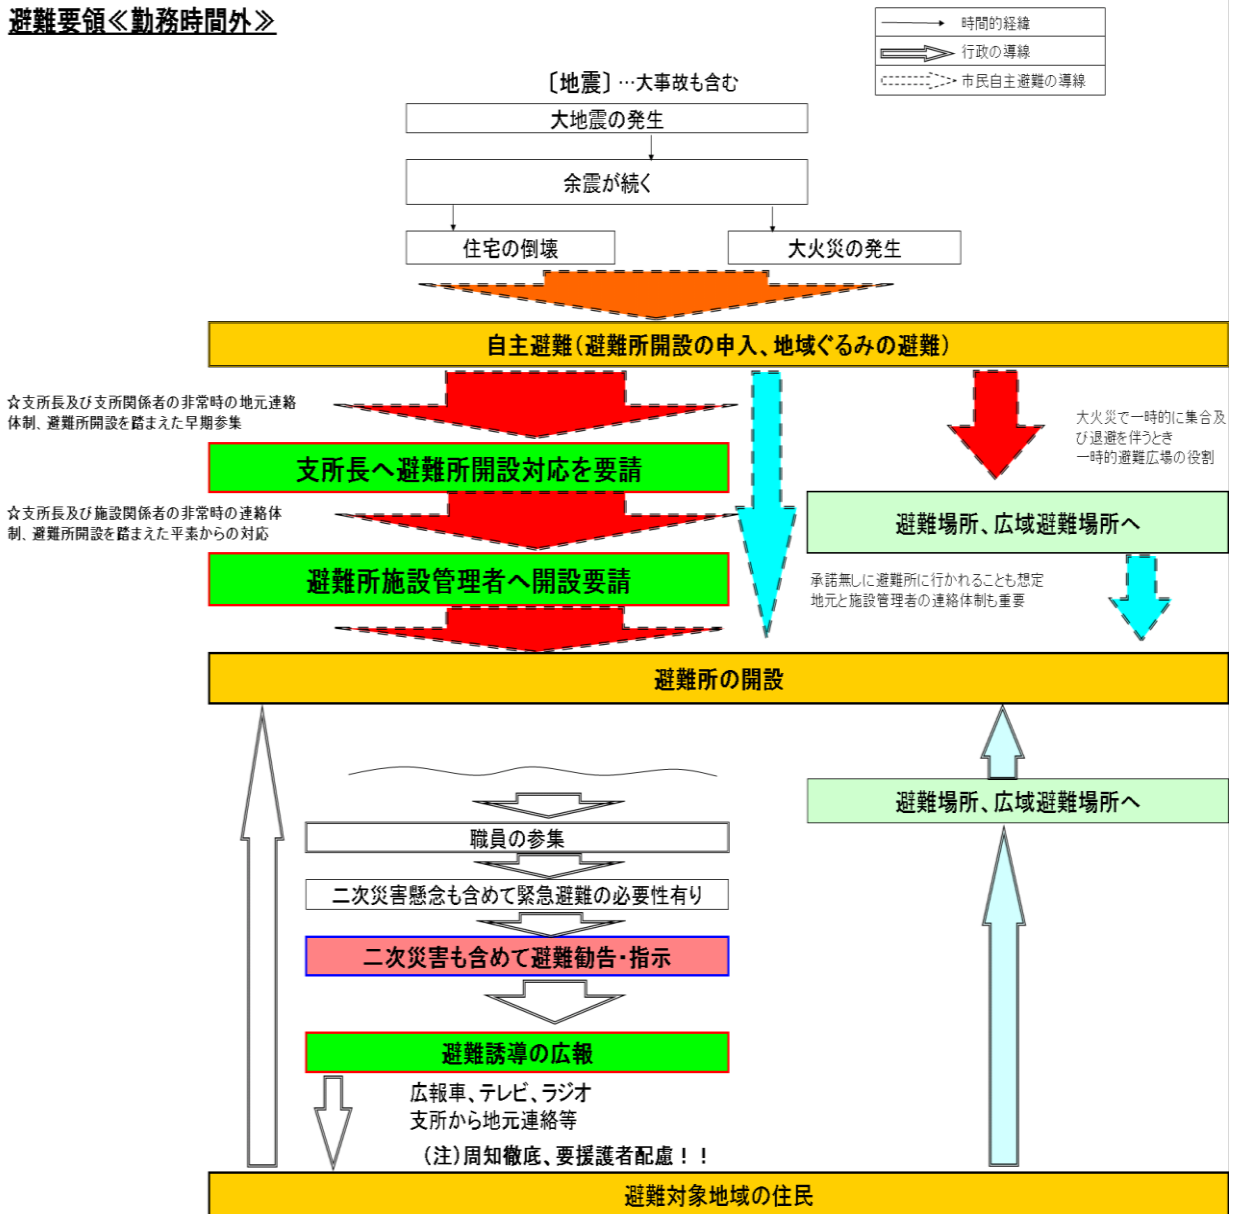 避難要領≪勤務時間外≫
時間的経緯
行政の導線
市民自主避難の導線
〔地震〕…大事故も含む
大地震の発生
余震が続く
住宅の倒壊
大火災の発生
自主避難（避難所開設の申入、地域ぐるみの避難）
☆支所長及び支所関係者の非常時の地元連絡
体制、避難所開設を踏まえた早期参集
大火災で一時的に集合及
び退避を伴うとき
一時的避難広場の役割
支所長へ避難所開設対応を要請
☆支所長及び施設関係者の非常時の連絡体
制、避難所開設を踏まえた平素からの対応
避難場所、広域避難場所へ
避難所施設管理者へ開設要請
承諾無しに避難所に行かれることも想定
地元と施設管理者の連絡体制も重要
避難所の開設
避難場所、広域避難場所へ
職員の参集
二次災害懸念も含めて緊急避難の必要性有り
二次災害も含めて避難勧告・指示
避難誘導の広報
広報車、テレビ、ラジオ
支所から地元連絡等
（注）周知徹底、要援護者配慮！！
避難対象地域の住民